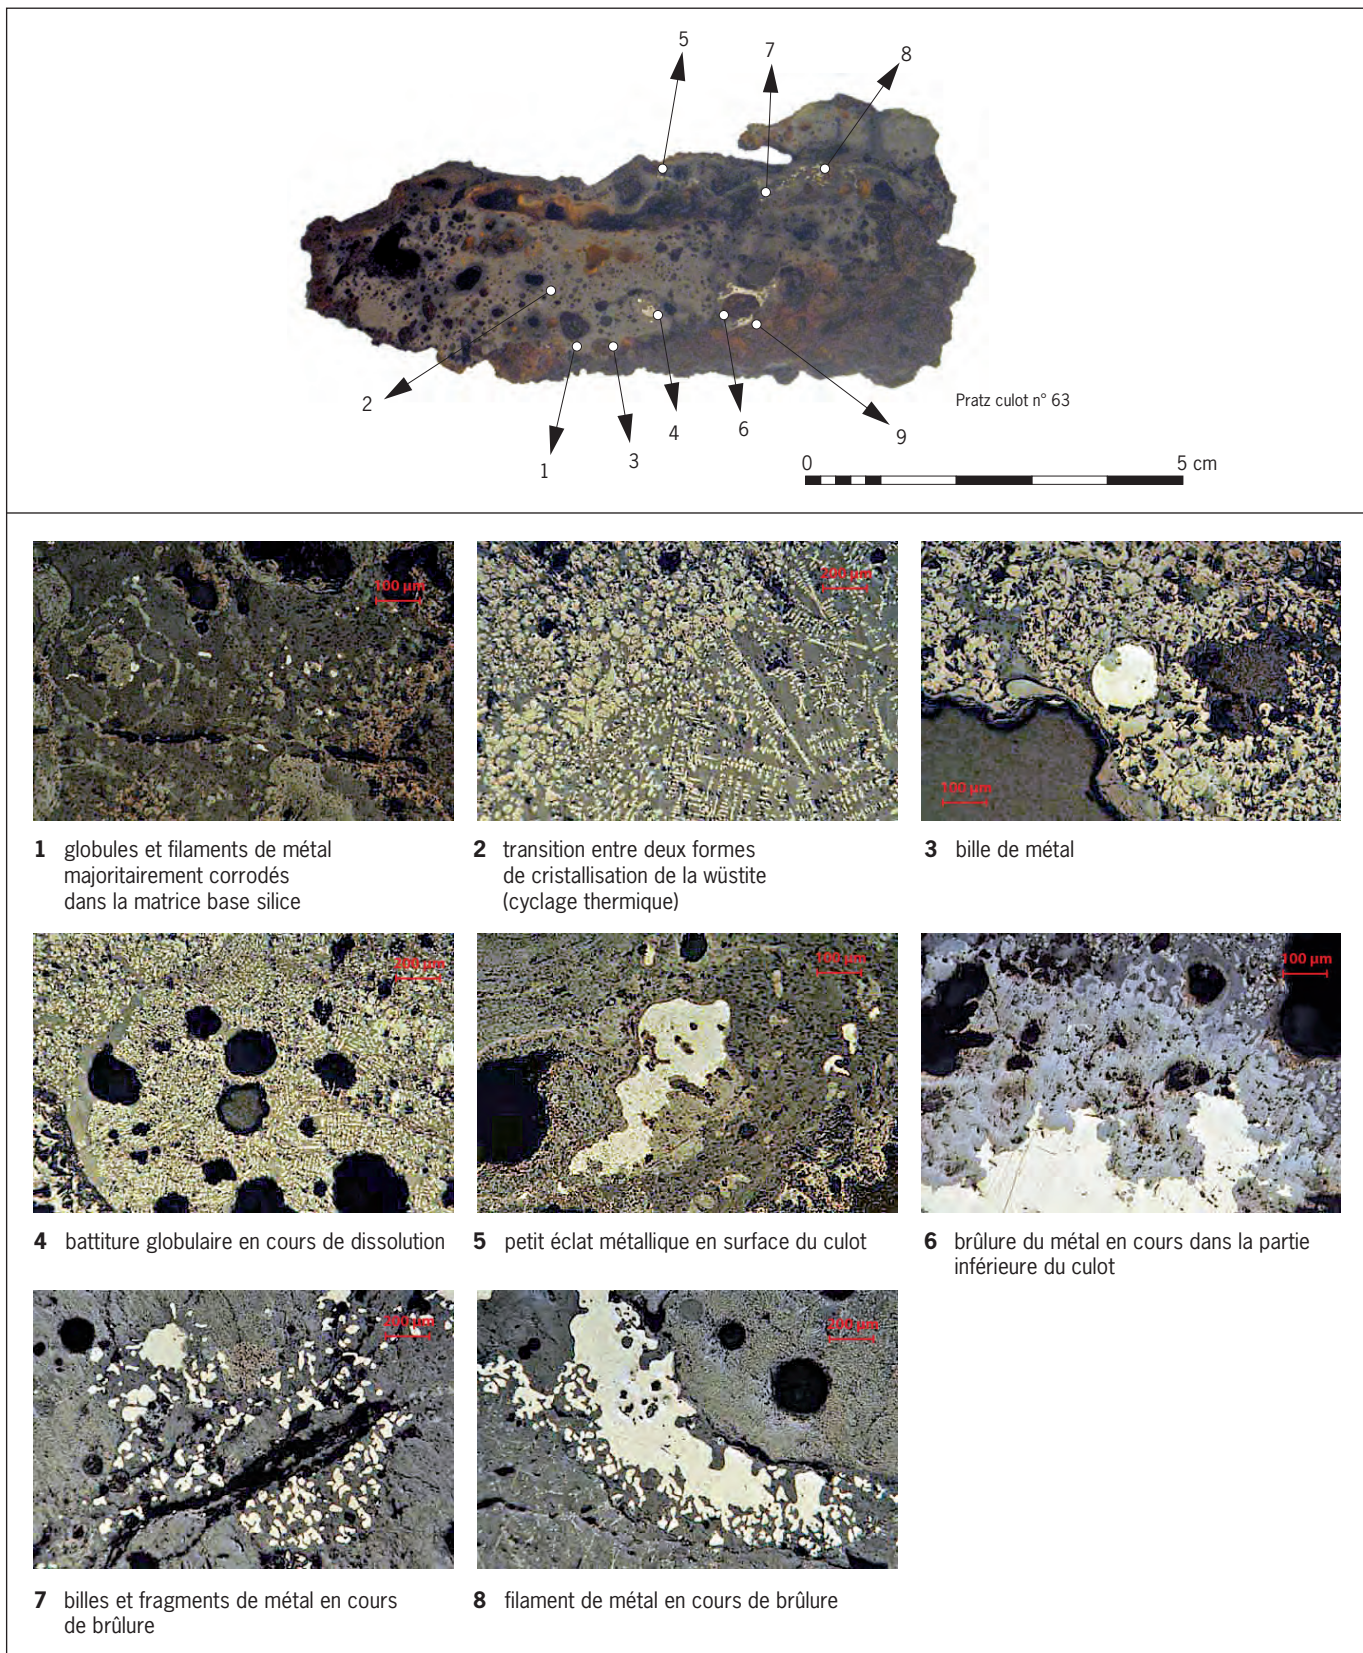 5
7
8
2
1
3
4
6
9
Pratz culot n° 63
0 5 cm
100 µm
200 µm
100 µm
1 globules et filaments de métal
majoritairement corrodés
dans la matrice base silice
2 transition entre deux formes
de cristallisation de la wüstite
(cyclage thermique)
3 bille de métal
100 µm
200 µm
100 µm
100 µm
4 battiture globulaire en cours de dissolution
5 petit éclat métallique en surface du culot
6 brûlure du métal en cours dans la partie
inférieure du culot
200 µm
200 µm
7 billes et fragments de métal en cours
de brûlure
8 filament de métal en cours de brûlure